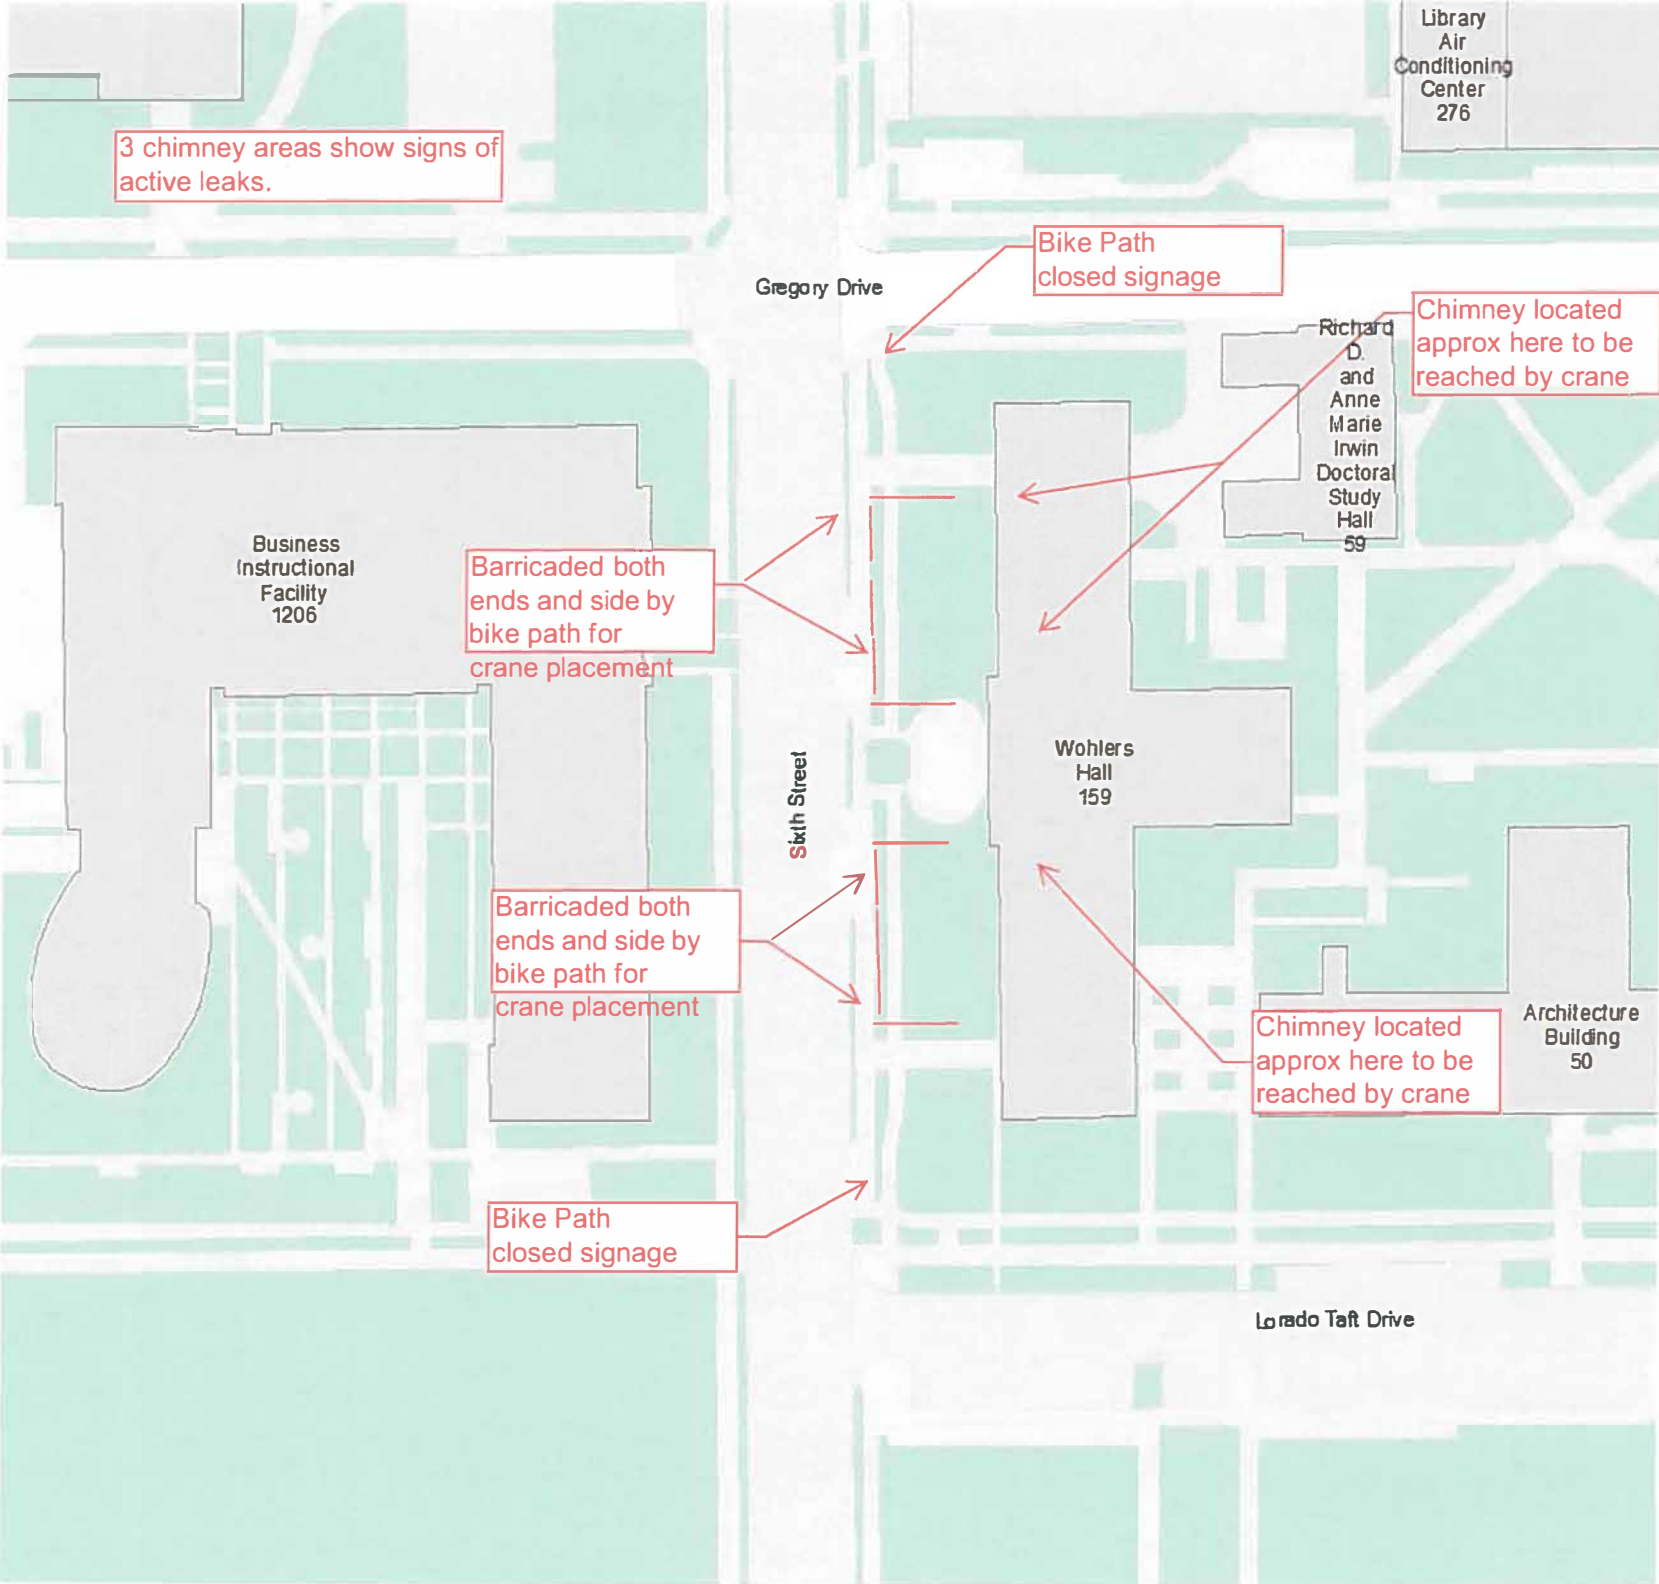 Library
Air
Conditioning
Center
276
3 chimney areas show signs of
active leaks.
Bike Path
closed signage
Gregory Drive
Chimney located
approx here to be
reached by crane
Richard
D.
and
Anne
Marie
Irwin
Doctoral
Study
Hall
59
Business
Instructional
Facility
1206
Barricaded both
ends and side by
bike path for
crane placement
Sixth Street
Wohlers
Hall
159
Barricaded both
ends and side by
bike path for
crane placement
Architecture
Building
50
Chimney located
approx here to be
reached by crane
Bike Path
closed signage
Lorado Taft Drive